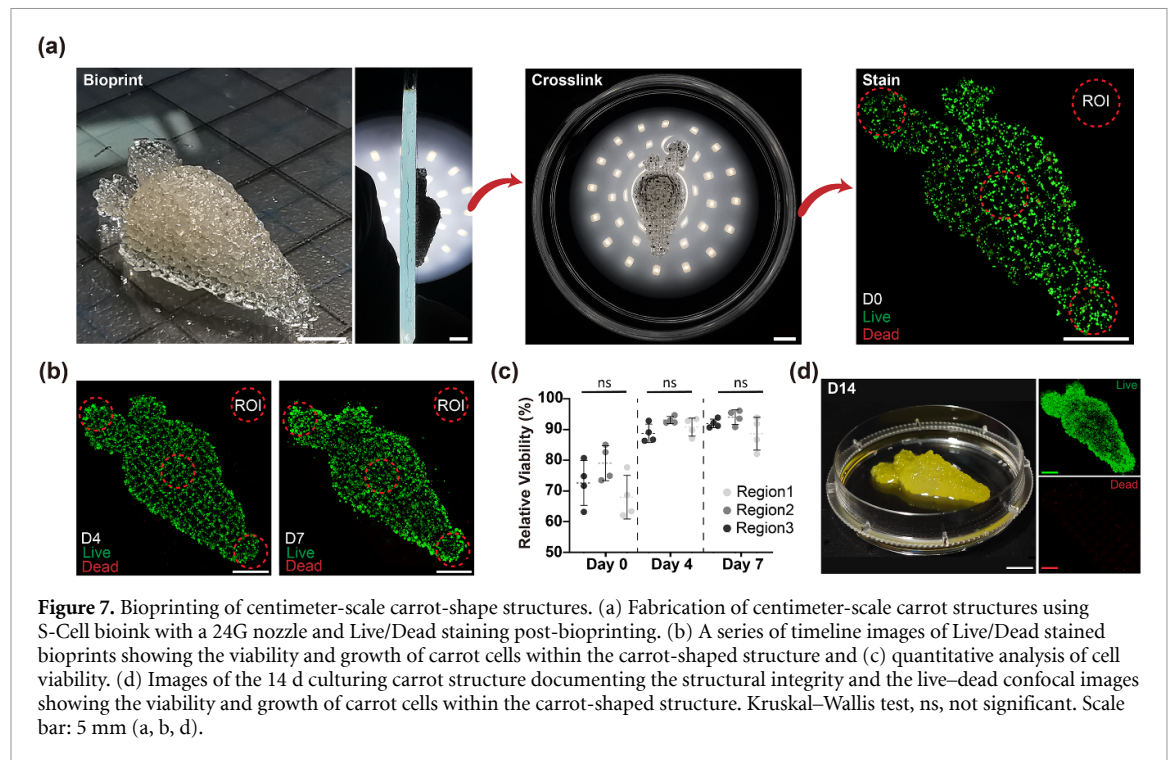 (a)
Bioprint
Crosslink
Stain
ROI
D0
Live
Dead
(b)
ROI
D4
Live
Dead
ROI
D7
Live
Dead
(c)
ns
ns
ns
Relative Viability (%)
100
90
80
70
60
50
Region1
Region2
Region3
Day 0
Day 4
Day 7
(d)
D14
Live
Dead
Figure 7. Bioprinting of centimeter-scale carrot-shape structures. (a) Fabrication of centimeter-scale carrot structures using
S-Cell bioink with a 24G nozzle and Live/Dead staining post-bioprinting. (b) A series of timeline images of Live/Dead stained
bioprints showing the viability and growth of carrot cells within the carrot-shaped structure and (c) quantitative analysis of cell
viability. (d) Images of the 14 d culturing carrot structure documenting the structural integrity and the live–dead confocal images
showing the viability and growth of carrot cells within the carrot-shaped structure. Kruskal–Wallis test, ns, not significant. Scale
bar: 5 mm (a, b, d).